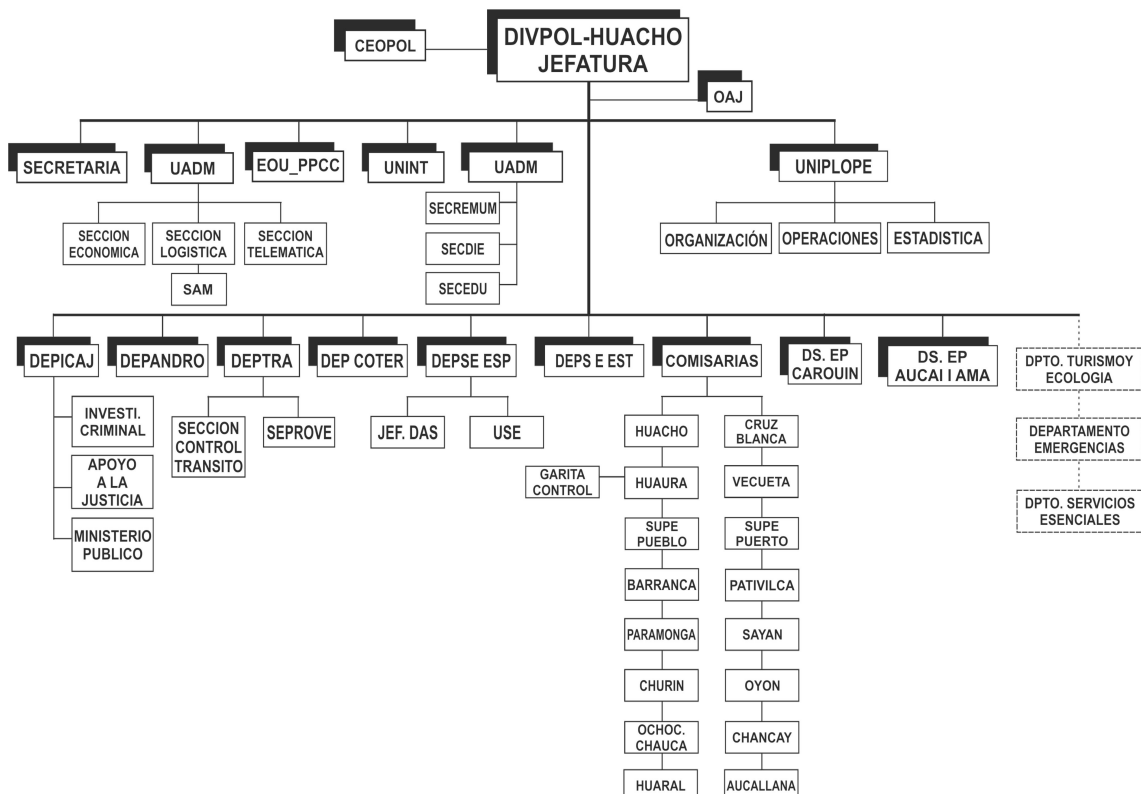 CEOPOL
DIVPOL-HUACHO
JEFATURA
OAJ
SECRETARIA
UADM
EOU_PPCC
UNINT
UADM
UNIPLOPE
SECCION
ECONOMICA
SECCION
LOGISTICA
SECCION
TELEMATICA
SAM
SECREMUM
SECDIE
SECEDU
ORGANIZACIÓN
OPERACIONES
ESTADISTICA
DEPICAJ
DEPANDRO
DEPTRA
DEP COTER
DEPSE ESP
DEPS E EST
COMISARIAS
DS. EP
CAROUIN
DS. EP
AUCAI I AMA
DPTO. TURISMOY
ECOLOGIA
DEPARTAMENTO
EMERGENCIAS
DPTO. SERVICIOS
ESENCIALES
INVESTI.
CRIMINAL
APOYO
A LA
JUSTICIA
MINISTERIO
PUBLICO
SECCION
CONTROL
TRANSITO
SEPROVE
JEF. DAS
USE
HUACHO
CRUZ
BLANCA
GARITA
CONTROL
HUAURA
VECUETA
SUPE
PUEBLO
SUPE
PUERTO
BARRANCA
PATIVILCA
PARAMONGA
SAYAN
CHURIN
OYON
OCHOC.
CHAUCA
CHANCAY
HUARAL
AUCALLANA